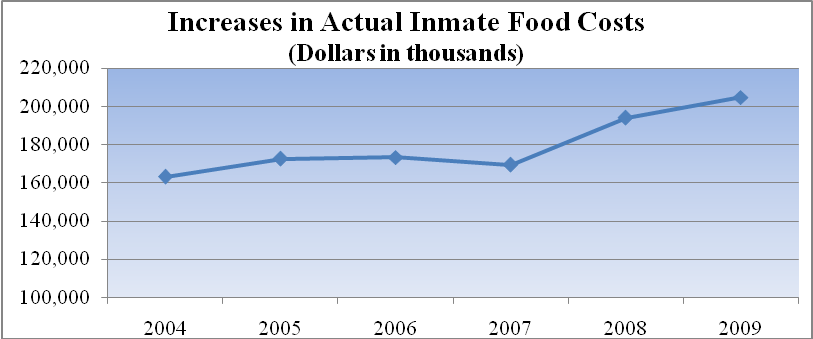 Increases in Actual Inmate Food Costs
(Dollars in thousands)
220,000
200,000
180,000
160,000
140,000
120,000
100,000
2004 2005 2006 2007 2008 2009